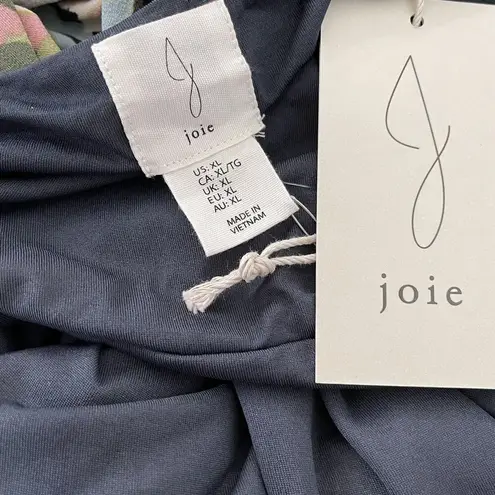 joie
US: XL
CA: XL/TG
UK: XL
EU: XL
AU: XL
MADE IN
VIETNAM
joie